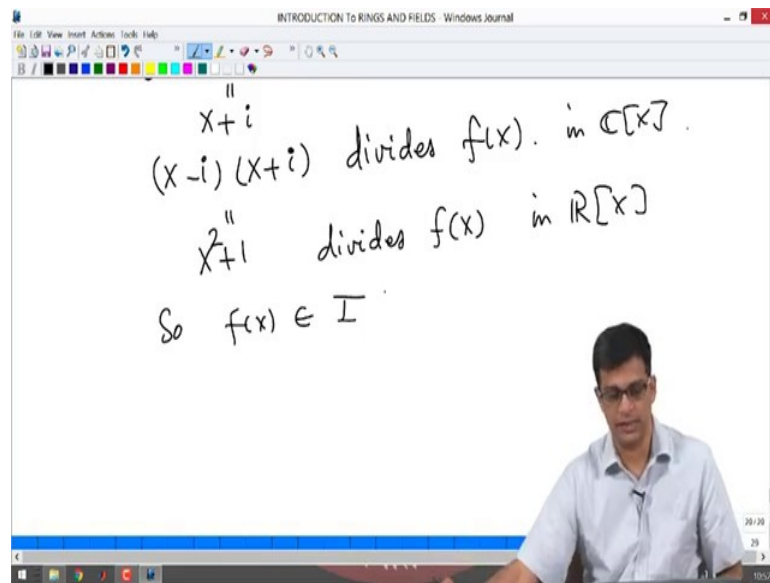 INTRODUCTION To RINGS AND FIELDS - Windows Journal
File Edit View Insert Actions Tools Help
B I
"
x+i
(x-i) (x+i) divides f(x). in ℂ[x].
"
x²+1 divides f(x) in ℝ[x]
So f(x) ∈ I
20/20
29